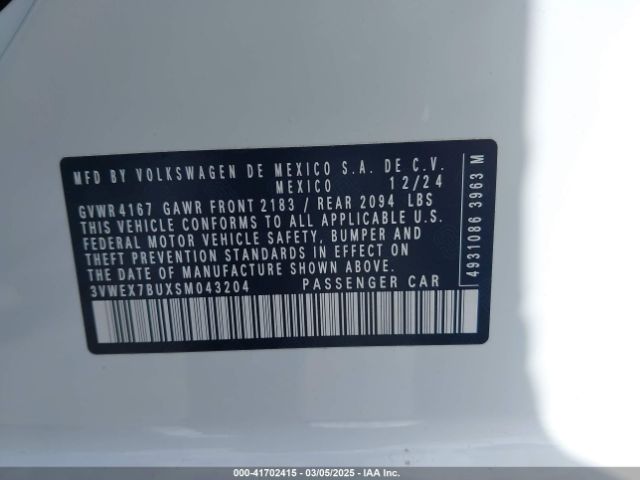 MFD BY VOLKSWAGEN DE MEXICO S.A. DE C.V.
MEXICO 12/24
GVWR 4167 GAWR FRONT 2183 / REAR 2094 LBS
THIS VEHICLE CONFORMS TO ALL APPLICABLE U.S.
FEDERAL MOTOR VEHICLE SAFETY, BUMPER AND
THEFT PREVENTION STANDARDS IN EFFECT ON
THE DATE OF MANUFACTURE SHOWN ABOVE
3VWEX7BUXSM043204 PASSENGER CAR
4931086 3963 M
000-41702415 - 03/05/2025 - IAA Inc.